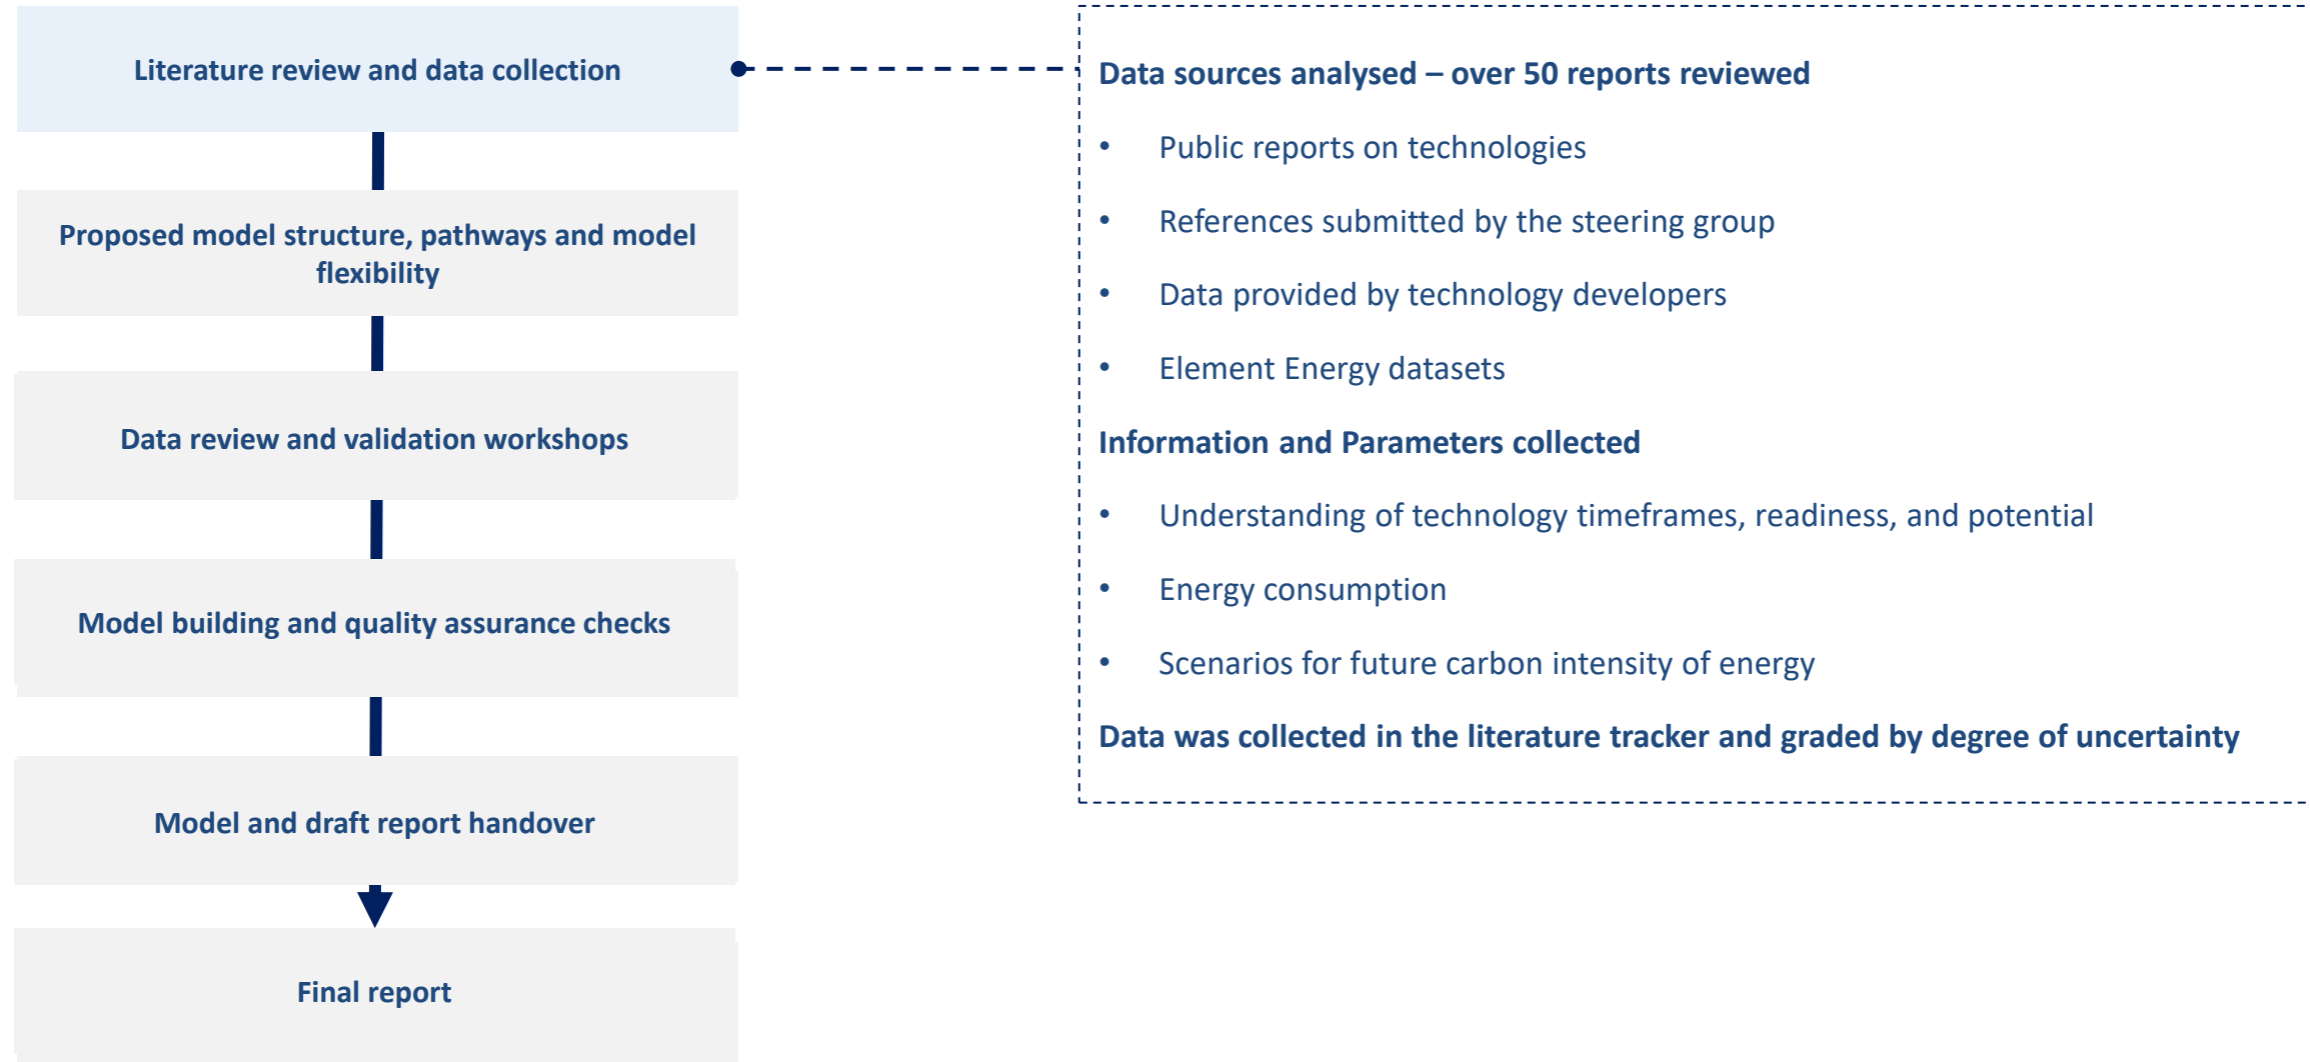 Literature review and data collection
Proposed model structure, pathways and model
flexibility
Data review and validation workshops
Model building and quality assurance checks
Model and draft report handover
Final report
Data sources analysed – over 50 reports reviewed
• Public reports on technologies
• References submitted by the steering group
• Data provided by technology developers
• Element Energy datasets
Information and Parameters collected
• Understanding of technology timeframes, readiness, and potential
• Energy consumption
• Scenarios for future carbon intensity of energy
Data was collected in the literature tracker and graded by degree of uncertainty